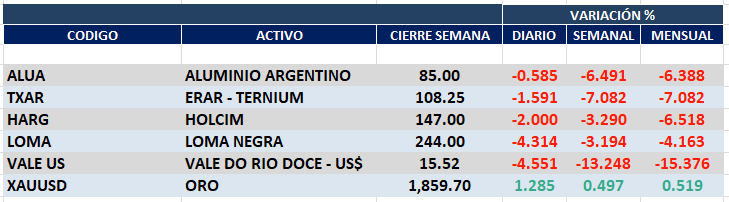 VARIACIÓN %
CODIGO ACTIVO CIERRE SEMANA DIARIO SEMANAL MENSUAL
ALUA ALUMINIO ARGENTINO 85.00 -0.585 -6.491 -6.388
TXAR ERAR - TERNIUM 108.25 -1.591 -7.082 -7.082
HARG HOLCIM 147.00 -2.000 -3.290 -6.518
LOMA LOMA NEGRA 244.00 -4.314 -3.194 -4.163
VALE US VALE DO RIO DOCE - US$ 15.52 -4.551 -13.248 -15.376
XAUUSD ORO 1,859.70 1.285 0.497 0.519